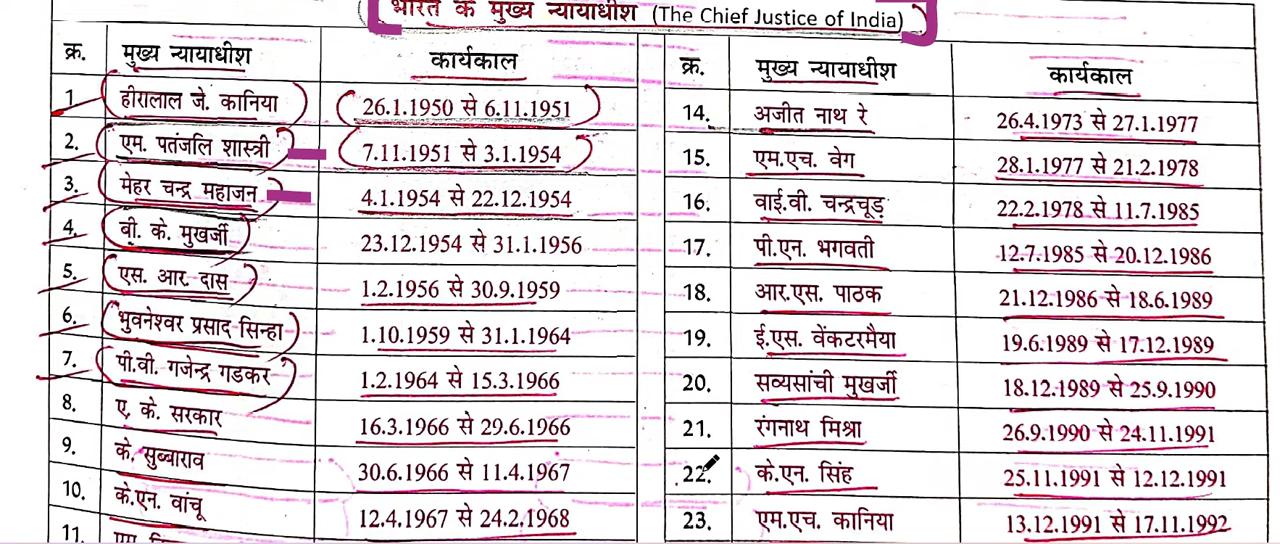 भारत के मुख्य न्यायाधीश (The Chief Justice of India)
क्र. मुख्य न्यायाधीश कार्यकाल
1 हीरालाल जे. कानिया 26.1.1950 से 6.11.1951
2. एम. पतंजलि शास्त्री 7.11.1951 से 3.1.1954
3. मेहर चन्द्र महाजन 4.1.1954 से 22.12.1954
4. बी. के. मुखर्जी 23.12.1954 से 31.1.1956
5. एस. आर. दास 1.2.1956 से 30.9.1959
6. भुवनेश्वर प्रसाद सिन्हा 1.10.1959 से 31.1.1964
7. पी.वी. गजेन्द्र गडकर 1.2.1964 से 15.3.1966
8. ए. के. सरकार 16.3.1966 से 29.6.1966
9. के. सुब्बाराव 30.6.1966 से 11.4.1967
10. के.एन. वांचू 12.4.1967 से 24.2.1968
11.
क्र. मुख्य न्यायाधीश कार्यकाल
14. अजीत नाथ रे 26.4.1973 से 27.1.1977
15. एम.एच. वेग 28.1.1977 से 21.2.1978
16. वाई.वी. चन्द्रचूड़ 22.2.1978 से 11.7.1985
17. पी.एन. भगवती 12.7.1985 से 20.12.1986
18. आर.एस. पाठक 21.12.1986 से 18.6.1989
19. ई.एस. वेंकटरमैया 19.6.1989 से 17.12.1989
20. सव्यसांची मुखर्जी 18.12.1989 से 25.9.1990
21. रंगनाथ मिश्रा 26.9.1990 से 24.11.1991
22. के.एन. सिंह 25.11.1991 से 12.12.1991
23. एम.एच. कानिया 13.12.1991 से 17.11.1992